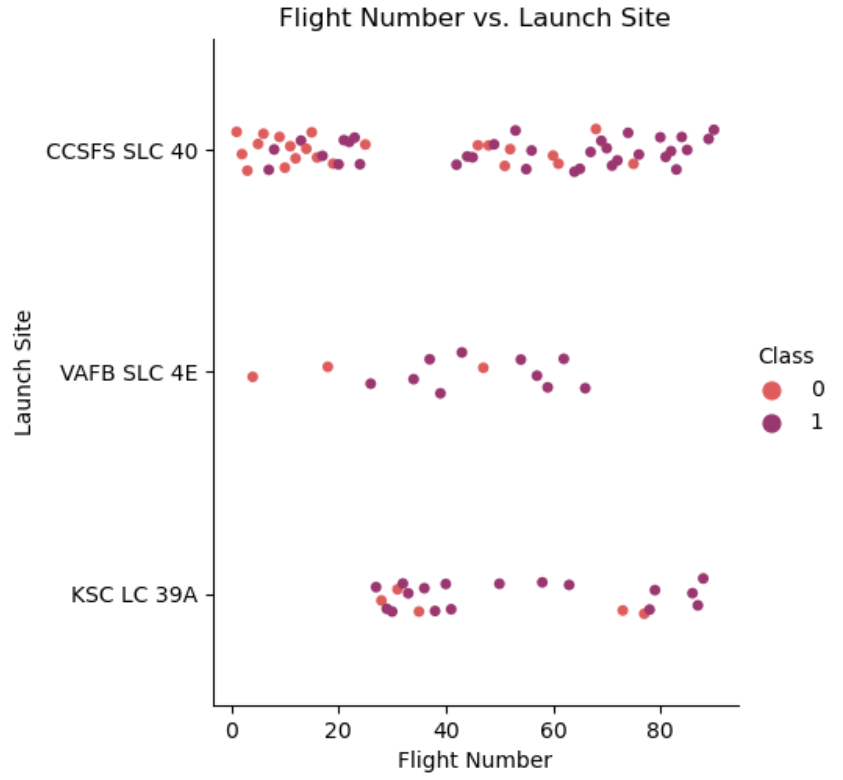 Flight Number vs. Launch Site
CCSFS SLC 40
VAFB SLC 4E
KSC LC 39A
Launch Site
0 20 40 60 80
Flight Number
Class
0
1